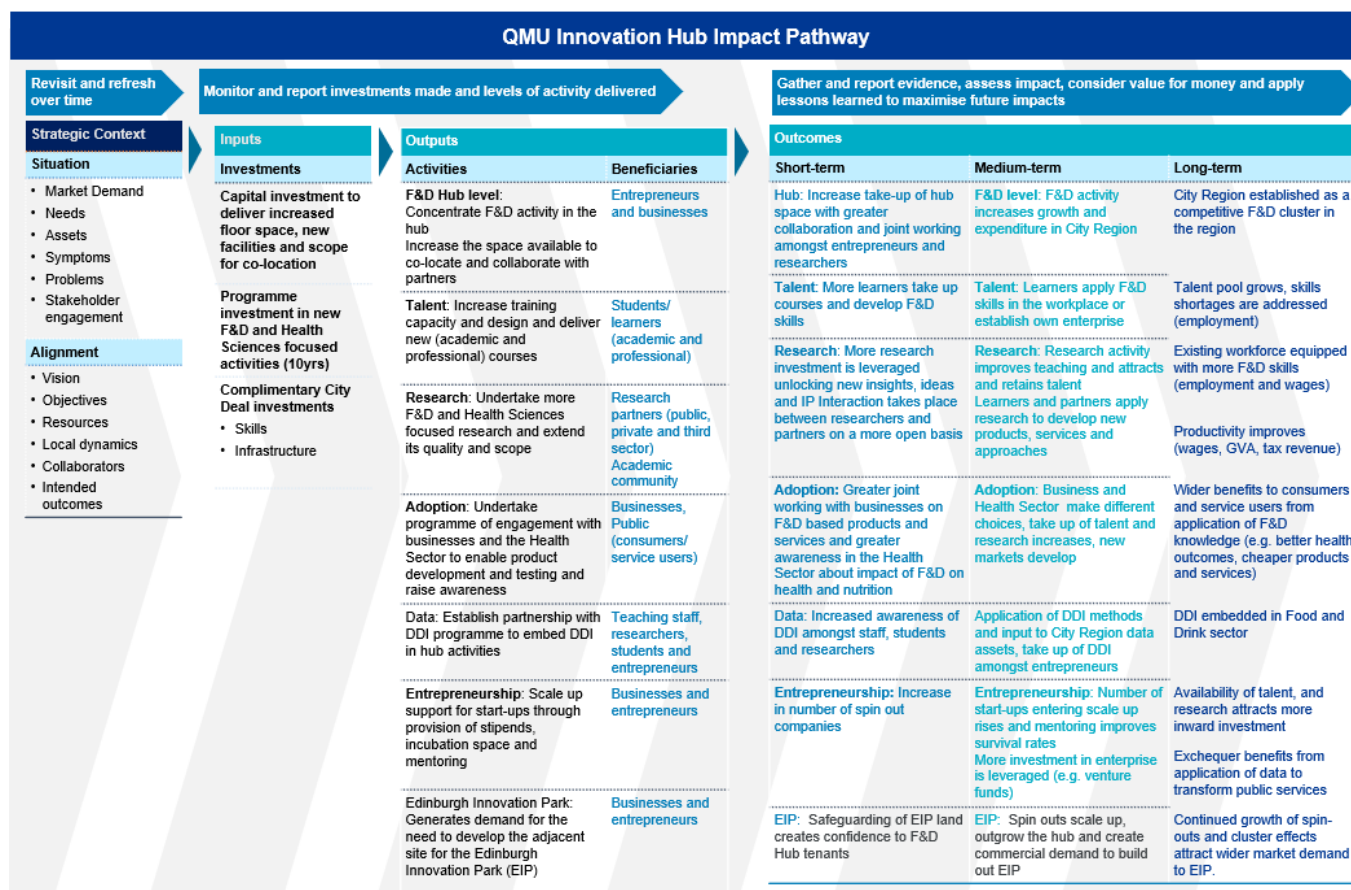 QMU Innovation Hub Impact Pathway
Revisit and refresh
over time
Monitor and report investments made and levels of activity delivered
Gather and report evidence, assess impact, consider value for money and apply
lessons learned to maximise future impacts
Strategic Context
Situation
• Market Demand
• Needs
• Assets
• Symptoms
• Problems
• Stakeholder
engagement
Alignment
• Vision
• Objectives
• Resources
• Local dynamics
• Collaborators
• Intended
outcomes
Inputs
Investments
Capital investment to
deliver increased
floor space, new
facilities and scope
for co-location
Programme
investment in new
F&D and Health
Sciences focused
activities (10yrs)
Complimentary City
Deal investments
• Skills
• Infrastructure
Outputs
Activities
Beneficiaries
F&D Hub level:
Concentrate F&D activity in the
hub
Increase the space available to
co-locate and collaborate with
partners
Entrepreneurs
and businesses
Talent: Increase training
capacity and design and deliver
new (academic and
professional) courses
Students/
learners
(academic and
professional)
Research: Undertake more
F&D and Health Sciences
focused research and extend
its quality and scope
Research
partners (public,
private and third
sector)
Academic
community
Adoption: Undertake
programme of engagement with
businesses and the Health
Sector to enable product
development and testing and
raise awareness
Businesses,
Public
(consumers/
service users)
Data: Establish partnership with
DDI programme to embed DDI
in hub activities
Teaching staff,
researchers,
students and
entrepreneurs
Entrepreneurship: Scale up
support for start-ups through
provision of stipends,
incubation space and
mentoring
Businesses and
entrepreneurs
Edinburgh Innovation Park:
Generates demand for the
need to develop the adjacent
site for the Edinburgh
Innovation Park (EIP)
Businesses and
entrepreneurs
Outcomes
Short-term
Medium-term
Long-term
Hub: Increase take-up of hub
space with greater
collaboration and joint working
amongst entrepreneurs and
researchers
F&D level: F&D activity
increases growth and
expenditure in City Region
City Region established as a
competitive F&D cluster in
the region
Talent: More learners take up
courses and develop F&D
skills
Talent: Learners apply F&D
skills in the workplace or
establish own enterprise
Talent pool grows, skills
shortages are addressed
(employment)
Research: More research
investment is leveraged
unlocking new insights, ideas
and IP Interaction takes place
between researchers and
partners on a more open basis
Research: Research activity
improves teaching and attracts
and retains talent
Learners and partners apply
research to develop new
products, services and
approaches
Existing workforce equipped
with more F&D skills
(employment and wages)
Productivity improves
(wages, GVA, tax revenue)
Adoption: Greater joint
working with businesses on
F&D based products and
services and greater
awareness in the Health
Sector about impact of F&D on
health and nutrition
Adoption: Business and
Health Sector make different
choices, take up of talent and
research increases, new
markets develop
Wider benefits to consumers
and service users from
application of F&D
knowledge (e.g. better health
outcomes, cheaper products
and services)
Data: Increased awareness of
DDI amongst staff, students
and researchers
Application of DDI methods
and input to City Region data
assets, take up of DDI
amongst entrepreneurs
DDI embedded in Food and
Drink sector
Entrepreneurship: Increase
in number of spin out
companies
Entrepreneurship: Number of
start-ups entering scale up
rises and mentoring improves
survival rates
More investment in enterprise
is leveraged (e.g. venture
funds)
Availability of talent, and
research attracts more
inward investment
Exchequer benefits from
application of data to
transform public services
EIP: Safeguarding of EIP land
creates confidence to F&D
Hub tenants
EIP: Spin outs scale up,
outgrow the hub and create
commercial demand to build
out EIP
Continued growth of spin-
outs and cluster effects
attract wider market demand
to EIP.